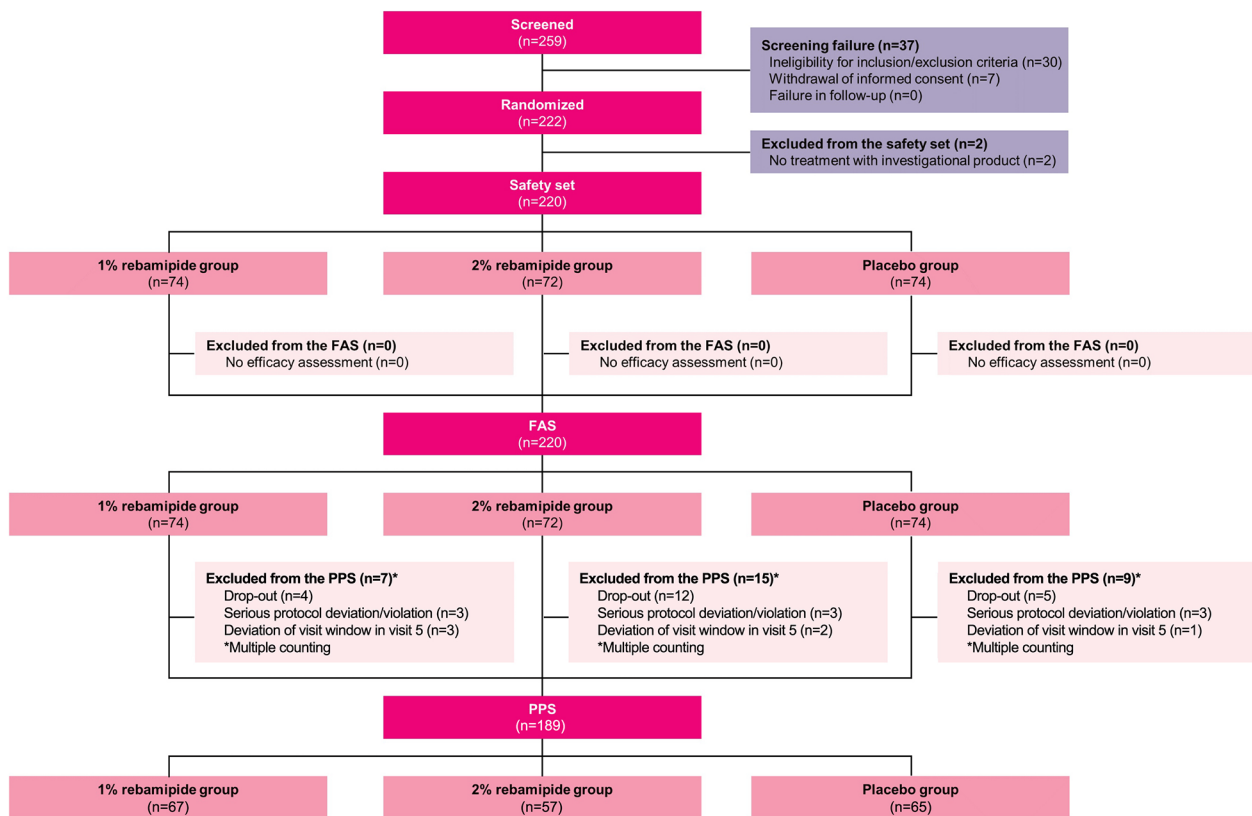 Screened
(n=259)
Screening failure (n=37)
Ineligibility for inclusion/exclusion criteria (n=30)
Withdrawal of informed consent (n=7)
Failure in follow-up (n=0)
Randomized
(n=222)
Excluded from the safety set (n=2)
No treatment with investigational product (n=2)
Safety set
(n=220)
1% rebamipide group
(n=74)
2% rebamipide group
(n=72)
Placebo group
(n=74)
Excluded from the FAS (n=0)
No efficacy assessment (n=0)
Excluded from the FAS (n=0)
No efficacy assessment (n=0)
Excluded from the FAS (n=0)
No efficacy assessment (n=0)
FAS
(n=220)
1% rebamipide group
(n=74)
2% rebamipide group
(n=72)
Placebo group
(n=74)
Excluded from the PPS (n=7)*
Drop-out (n=4)
Serious protocol deviation/violation (n=3)
Deviation of visit window in visit 5 (n=3)
*Multiple counting
Excluded from the PPS (n=15)*
Drop-out (n=12)
Serious protocol deviation/violation (n=3)
Deviation of visit window in visit 5 (n=2)
*Multiple counting
Excluded from the PPS (n=9)*
Drop-out (n=5)
Serious protocol deviation/violation (n=3)
Deviation of visit window in visit 5 (n=1)
*Multiple counting
PPS
(n=189)
1% rebamipide group
(n=67)
2% rebamipide group
(n=57)
Placebo group
(n=65)